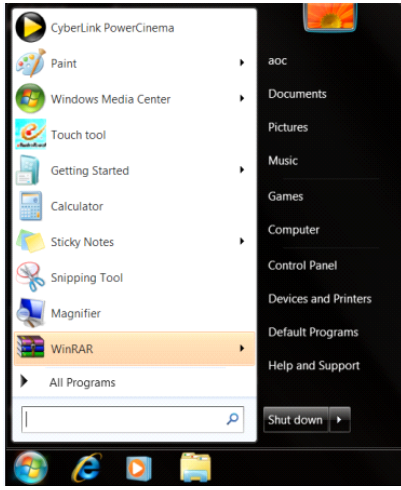 CyberLink PowerCinema
Paint
Windows Media Center
Touch tool
Getting Started
Calculator
Sticky Notes
Snipping Tool
Magnifier
WinRAR
All Programs
aoc
Documents
Pictures
Music
Games
Computer
Control Panel
Devices and Printers
Default Programs
Help and Support
Shut down